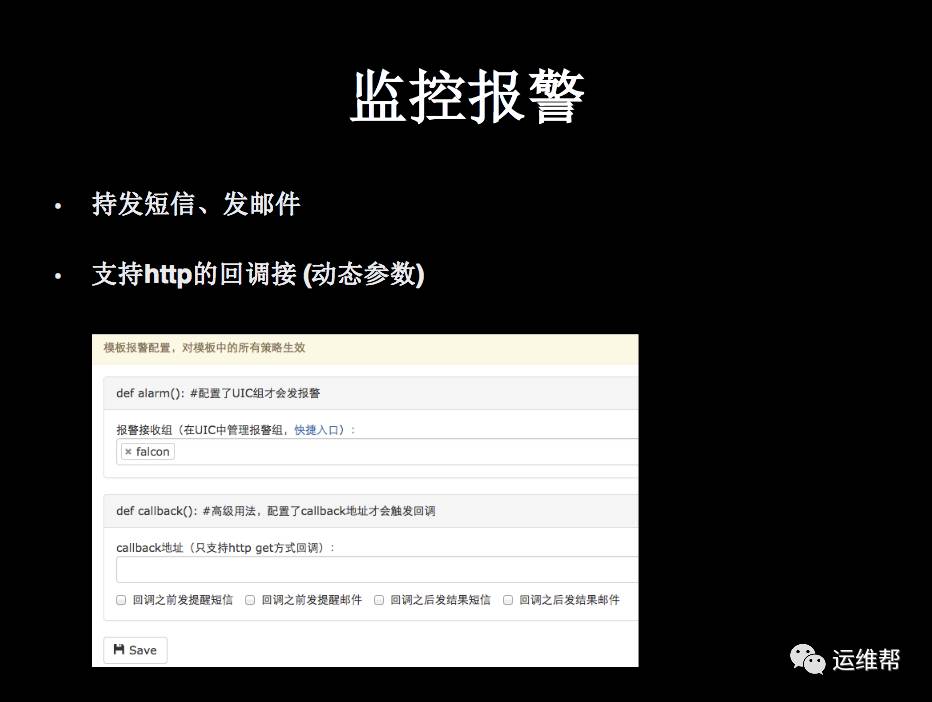 监控报警
• 持发短信、发邮件
• 支持http的回调接 (动态参数)
模板报警配置，对模板中的所有策略生效
def alarm(): #配置了UIC组才会发报警
报警接收组（在UIC中管理报警组，快捷入口）：
× falcon
def callback(): #高级用法，配置了callback地址才会触发回调
callback地址（只支持http get方式回调）：
回调之前发提醒短信 回调之前发提醒邮件 回调之后发结果短信 回调之后发结果邮件
Save
运维帮